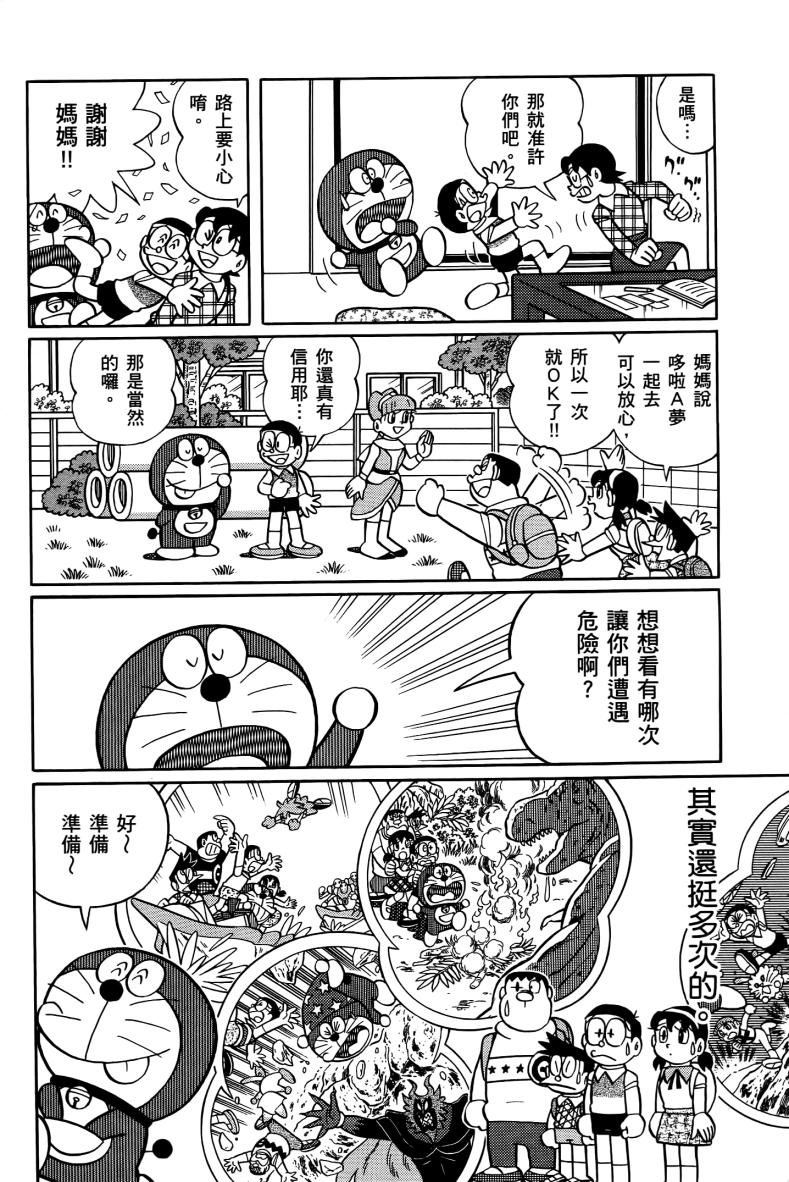 是嗎…
那就准許
你們吧。
グッ゙
グッ゙
路上要小心
唷。
謝謝
媽媽!!
媽媽說
哆啦A夢
一起去
可以放心，
所以一次
就OK了!!
你還真有
信用耶…
那是當然
的囉。
想想看有哪次
讓你們遭遇
危險啊？
其實還挺多次的。
好～
準備
準備～